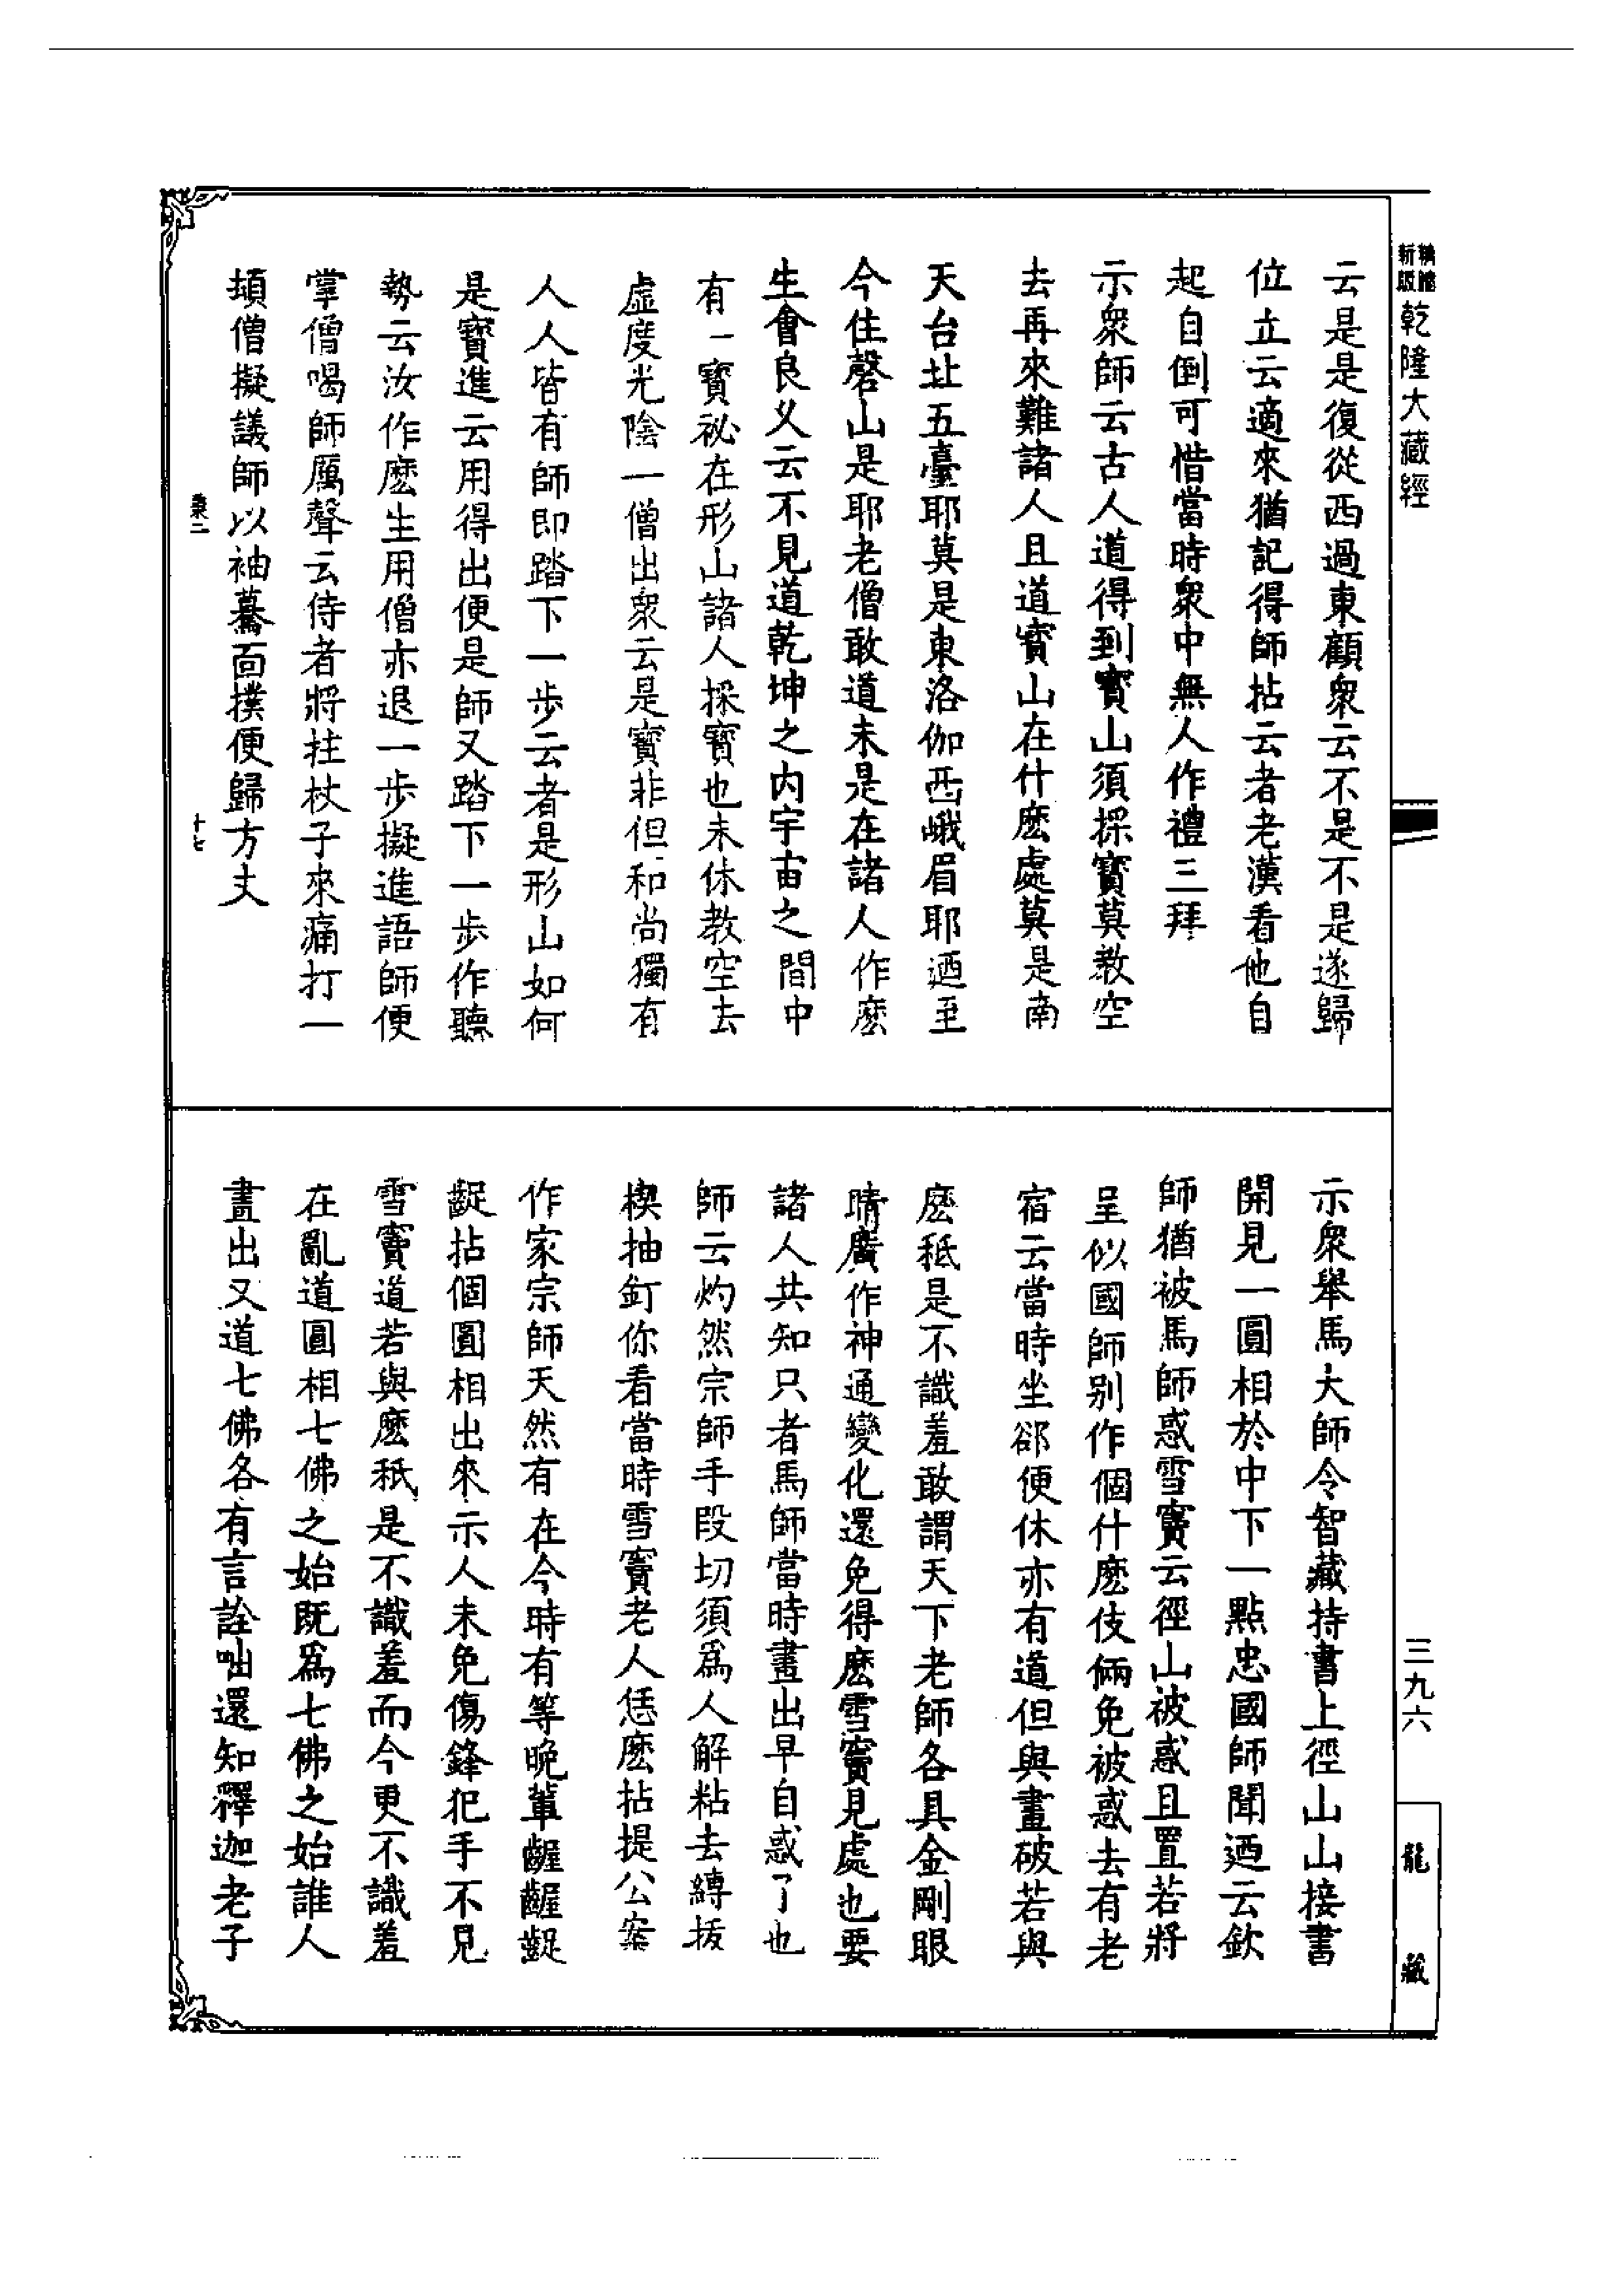 新版
乾隆大藏經
云是是復從西過東顧衆云不是不是遂歸
位立云適來猶記得師拈云者老漢看他自
起自倒可惜當時衆中無人作禮三拜
示衆師云古人道得到寶山須採寶莫教空
去再來難諸人且道寶山在什麽處莫是南
天台北五臺耶莫是東洛伽西峨眉耶迺至
今住磬山是耶老僧敢道未是在諸人作麽
生會良乆云不見道乾坤之内宇宙之間中
有一寶祕在形山諸人採寶也未休教空去
虛度光陰一僧出衆云是寶非但和尚獨有
人人皆有師即踏下一步云者是形山如何
是寶進云用得出便是師又踏下一步作聽
勢云汝作麽生用僧亦退一步擬進語師便
掌僧喝師厲聲云侍者將拄杖子來痛打一
頓僧擬議師以袖驀面撲便歸方丈
十七
示衆舉馬大師令智藏持書上徑山山接書
開見一圓相於中下一點忠國師聞迺云欽
師猶被馬師惑雪竇云徑山被惑且置若將
呈似國師别作個什麽伎倆免被惑去有老
宿云當時坐郤便休亦有道但與畫破若與
麽秪是不識羞敢謂天下老師各具金剛眼
睛廣作神通變化還免得麽雪竇見處也要
諸人共知只者馬師當時畫出早自惑了也
師云灼然宗師手段切須爲人解粘去縛拔
楔抽釘你看當時雪竇老人恁麽拈提公案
作家宗師天然有在今時有等晚輩齷齷齪
齪拈個圓相出來示人未免傷鋒犯手不見
雪竇道若與麽秪是不識羞而今更不識羞
在亂道圓相七佛之始既爲七佛之始誰人
畫出又道七佛各有言詮咄還知釋迦老子
三九六
龍藏